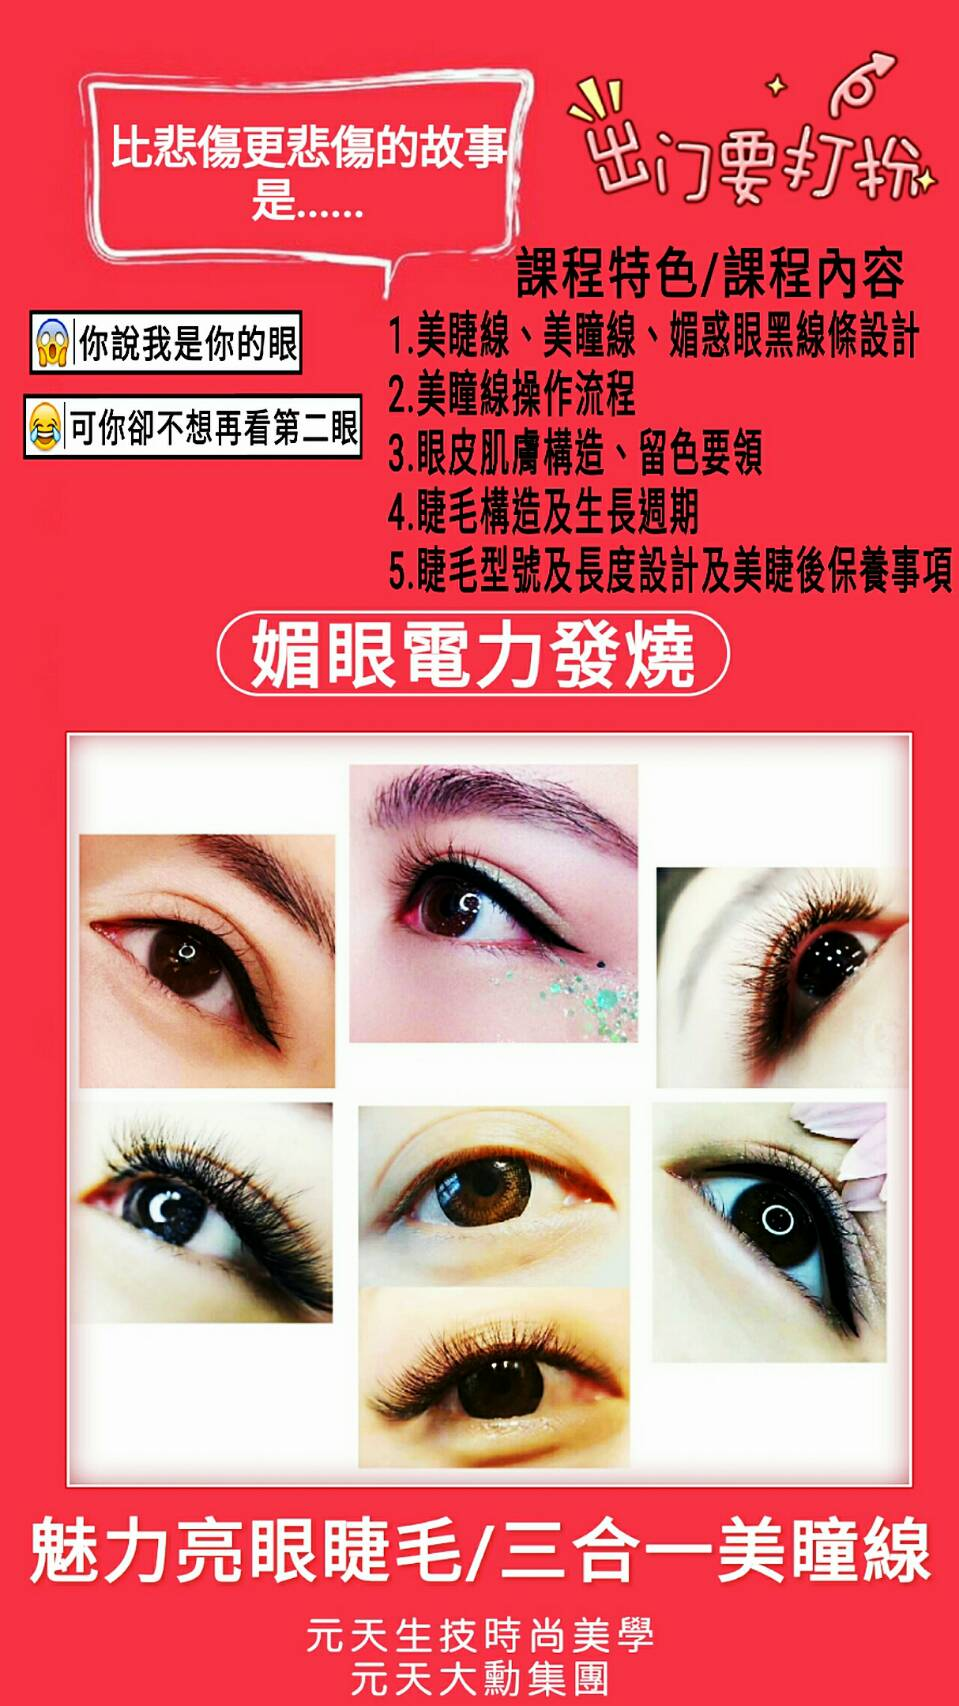 比悲傷更悲傷的故事
是......
出门要打扮
課程特色/課程內容
你說我是你的眼
可你卻不想再看第二眼
1.美睫線、美瞳線、媚惑眼黑線條設計
2.美瞳線操作流程
3.眼皮肌膚構造、留色要領
4.睫毛構造及生長週期
5.睫毛型號及長度設計及美睫後保養事項
媚眼電力發燒
魅力亮眼睫毛/三合一美瞳線
元天生技時尚美學
元天大勳集團